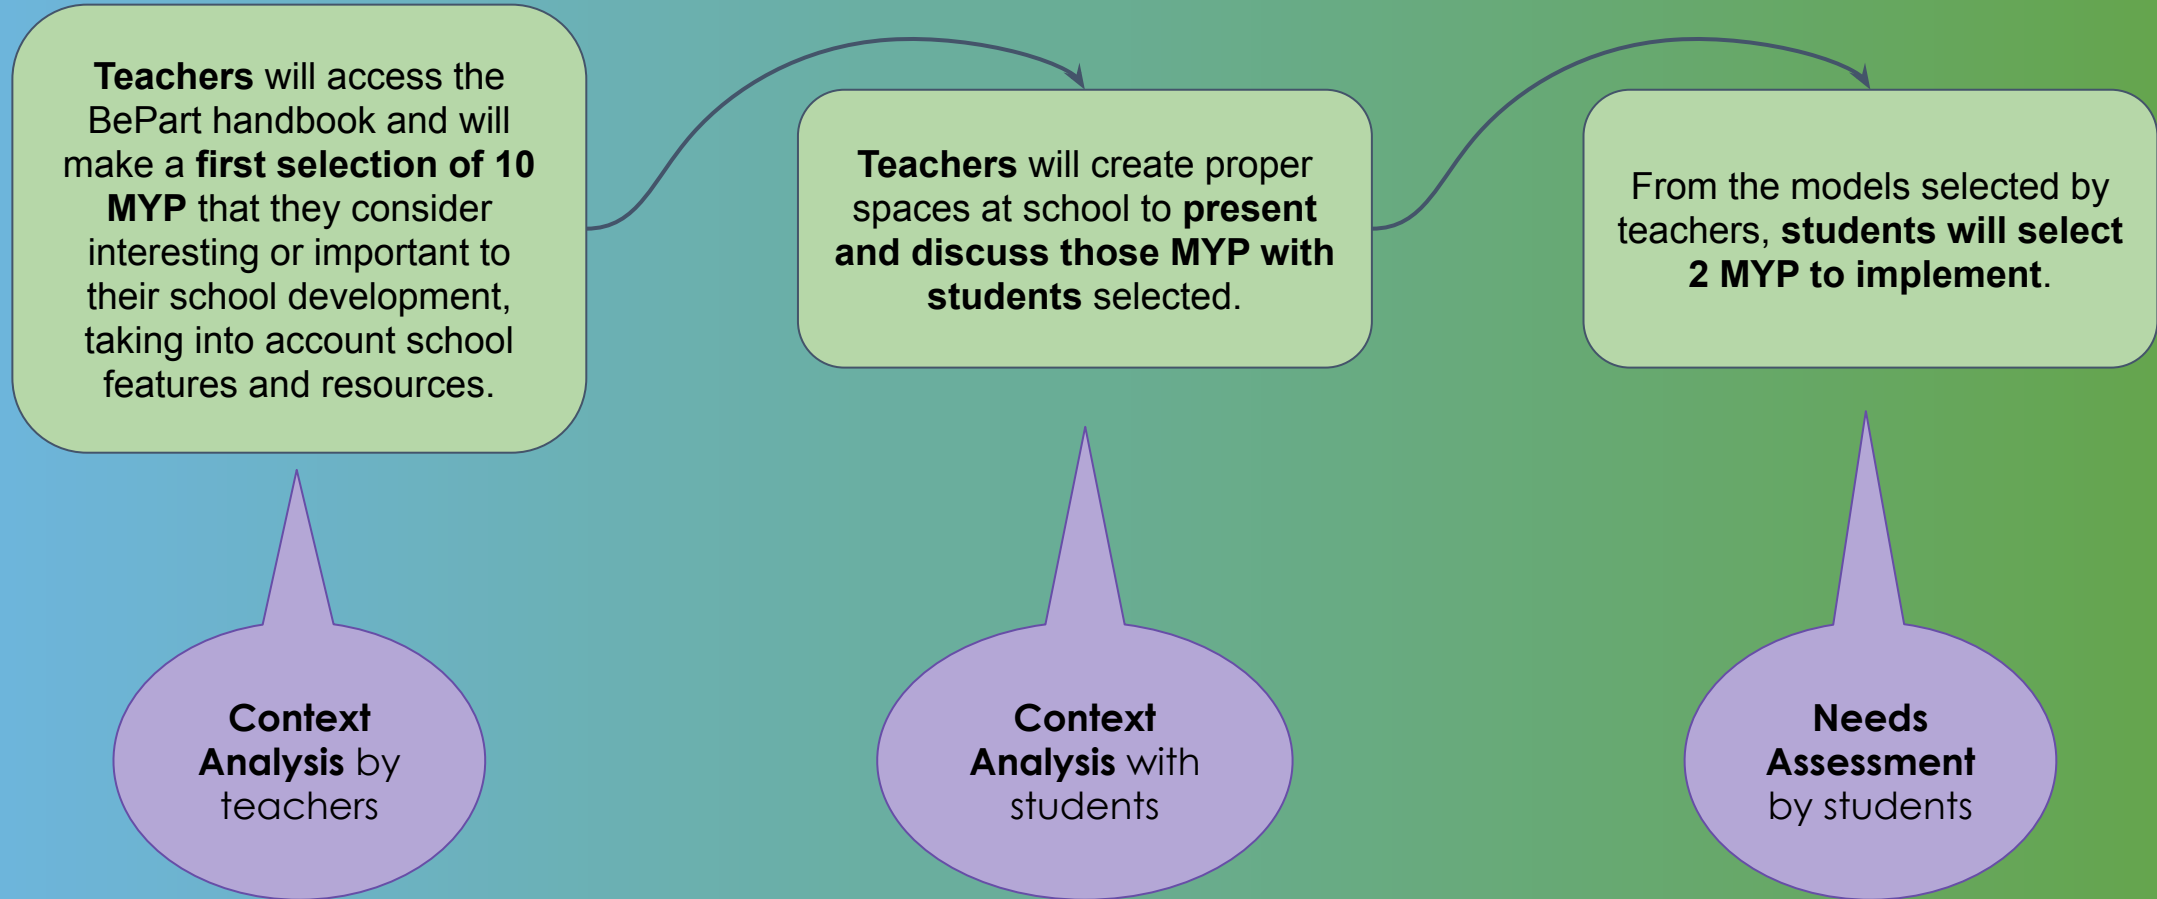 Teachers will access the
BePart handbook and will
make a first selection of 10
MYP that they consider
interesting or important to
their school development,
taking into account school
features and resources.
Teachers will create proper
spaces at school to present
and discuss those MYP with
students selected.
From the models selected by
teachers, students will select
2 MYP to implement.
Context
Analysis by
teachers
Context
Analysis with
students
Needs
Assessment
by students